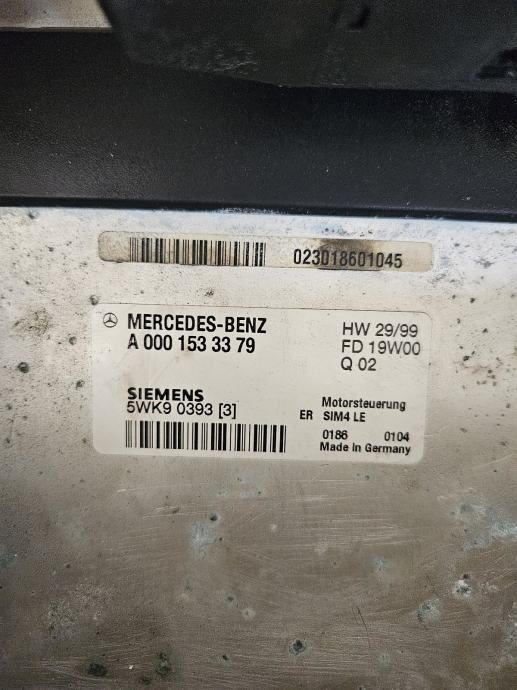 023018601045
MERCEDES-BENZ
A 000 153 33 79
HW 29/99
FD 19W00
Q 02
SIEMENS
5WK9 0393 [3]
Motorsteuerung
ER SIM4 LE
0186 0104
Made in Germany